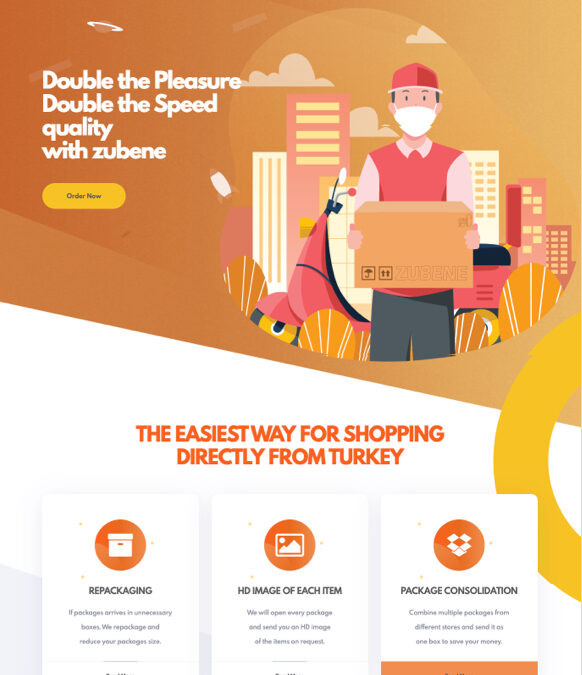 Double the Pleasure
Double the Speed
quality
with zubene
Order Now
ZUBENE
THE EASIEST WAY FOR SHOPPING
DIRECTLY FROM TURKEY
REPACKAGING
If packages arrives in unnecessary
boxes. We repackage and
reduce your packages size.
HD IMAGE OF EACH ITEM
We will open every package
and send you an HD image
of the items on request.
PACKAGE CONSOLIDATION
Combine multiple packages from
different stores and send it as
one box to save your money.